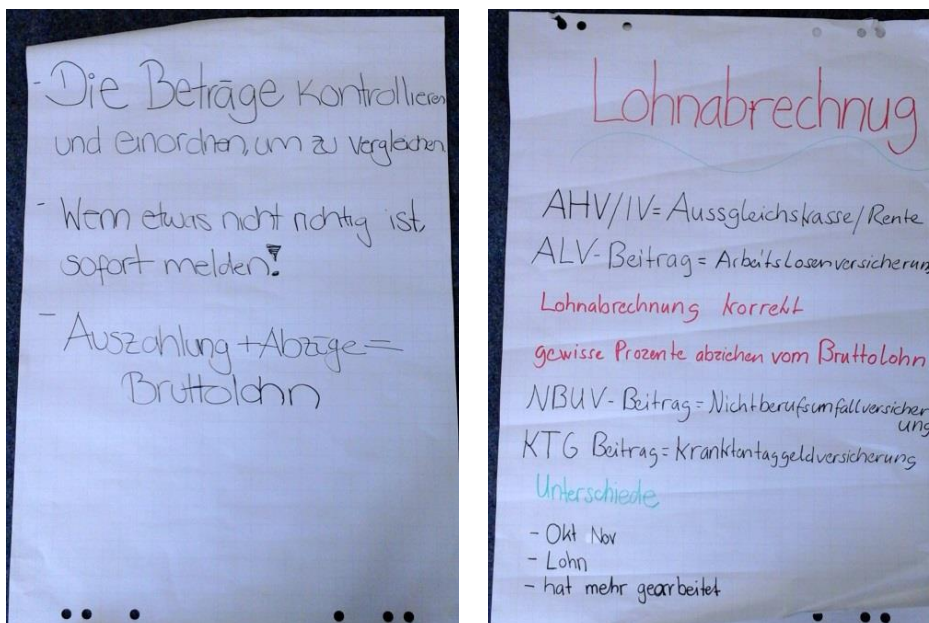 - Die Beträge kontrollieren
und einordnen, um zu vergleichen
- Wenn etwas nicht richtig ist,
sofort melden!
- Auszahlung + Abzüge =
Bruttolohn
Lohnabrechnug
AHV/IV = Aussgleichskasse/Rente
ALV-Beitrag = Arbeitslosenversicherung
Lohnabrechnung korrekt
gewisse Prozente abziehen vom Bruttolohn
NBUV-Beitrag = Nichtberufsumfallversicher
ung
KTG Beitrag = Kranktantaggeldversicherung
Unterschiede
- Okt Nov
- Lohn
- hat mehr gearbeitet